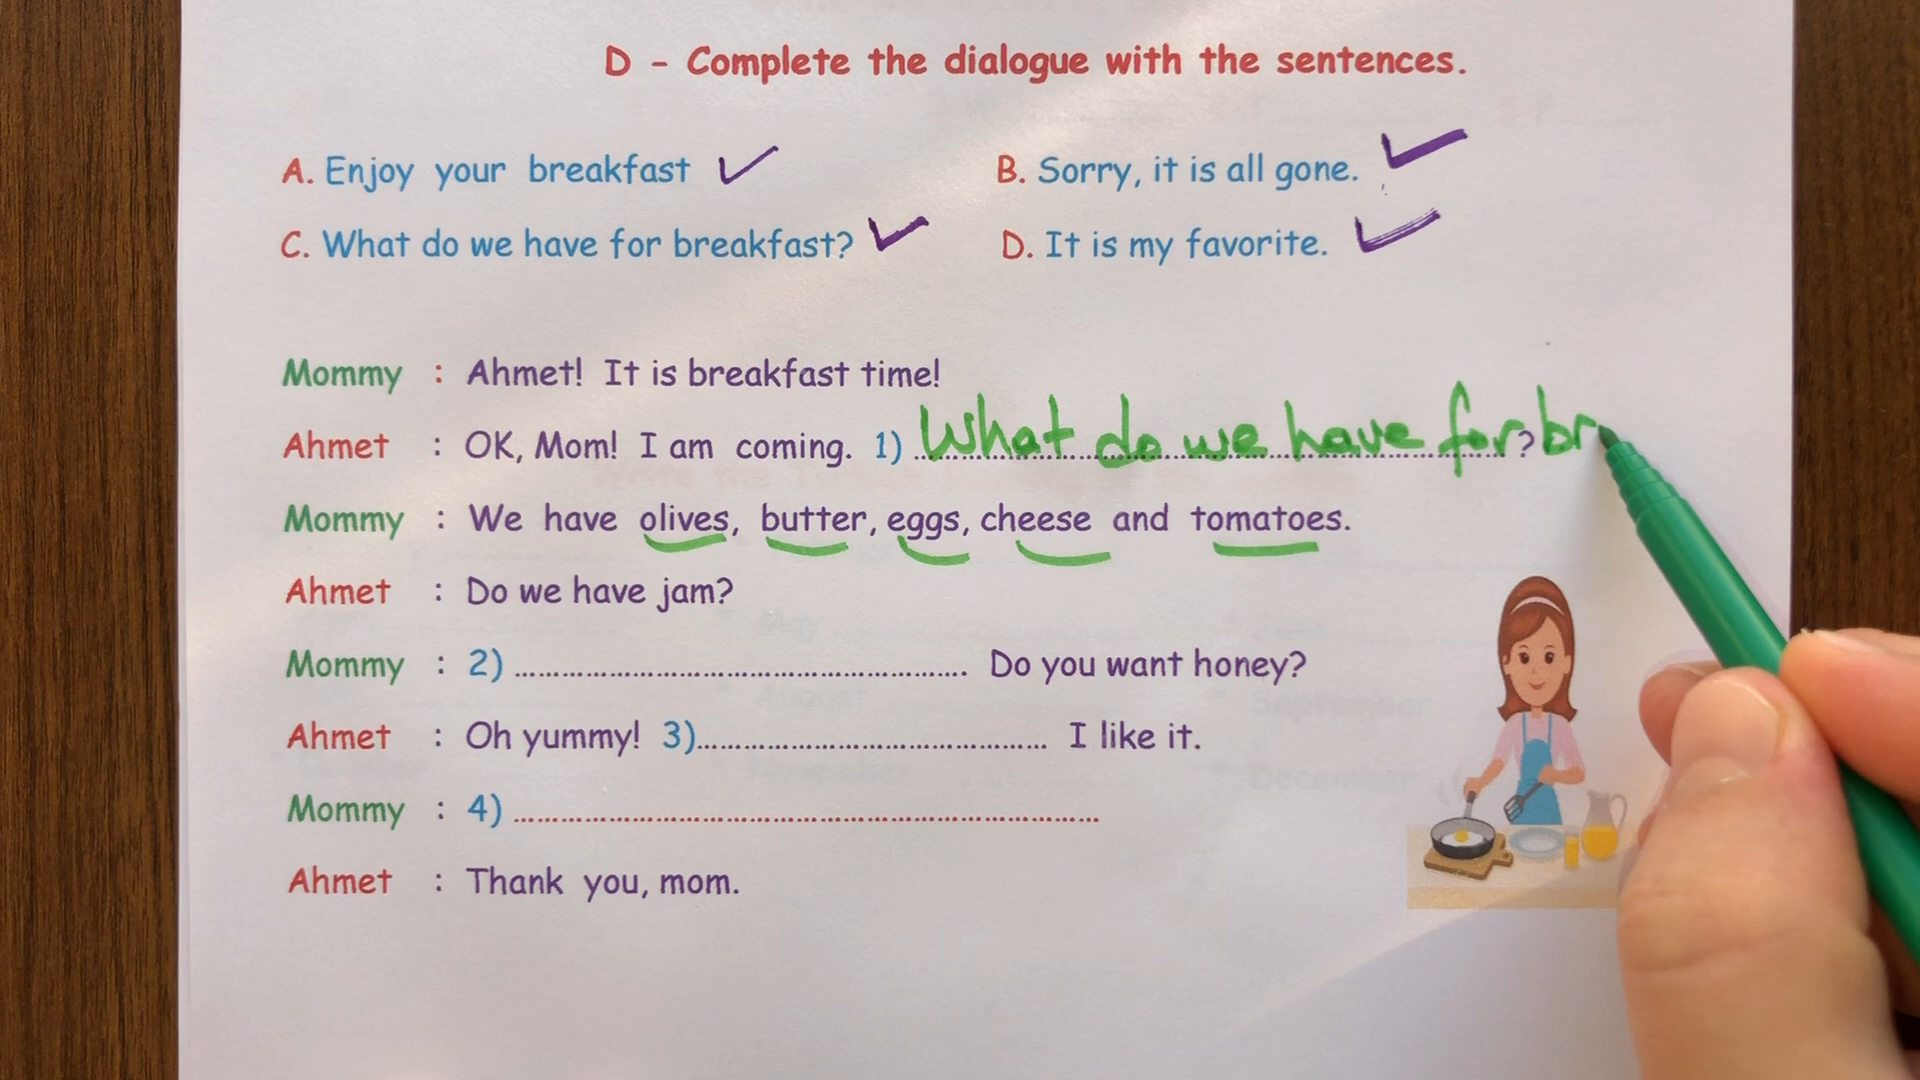 D - Complete the dialogue with the sentences.
A. Enjoy your breakfast
B. Sorry, it is all gone.
C. What do we have for breakfast?
D. It is my favorite.
Mommy : Ahmet! It is breakfast time!
Ahmet : OK, Mom! I am coming. 1) What do we have for? br
Mommy : We have olives, butter, eggs, cheese and tomatoes.
Ahmet : Do we have jam?
Mommy : 2) .................................................... Do you want honey?
Ahmet : Oh yummy! 3)............................................ I like it.
Mommy : 4) ....................................................................
Ahmet : Thank you, mom.